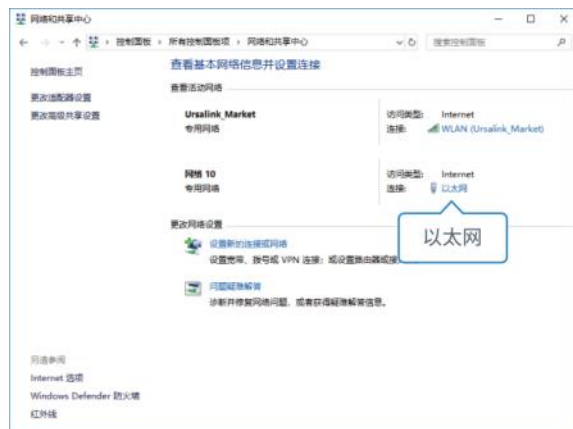 网络和共享中心
控制面板 › 所有控制面板项 › 网络和共享中心
搜索控制面板
控制面板主页
更改适配器设置
更改高级共享设置
查看基本网络信息并设置连接
查看活动网络
Ursalink_Market
专用网络
访问类型: Internet
连接: WLAN (Ursalink_Market)
网络 10
专用网络
访问类型: Internet
连接: 以太网
以太网
更改网络设置
设置新的连接或网络
设置宽带、拨号或 VPN 连接；或设置路由器或接
问题疑难解答
诊断并修复网络问题，或者获得疑难解答信息。
另请参阅
Internet 选项
Windows Defender 防火墙
红外线